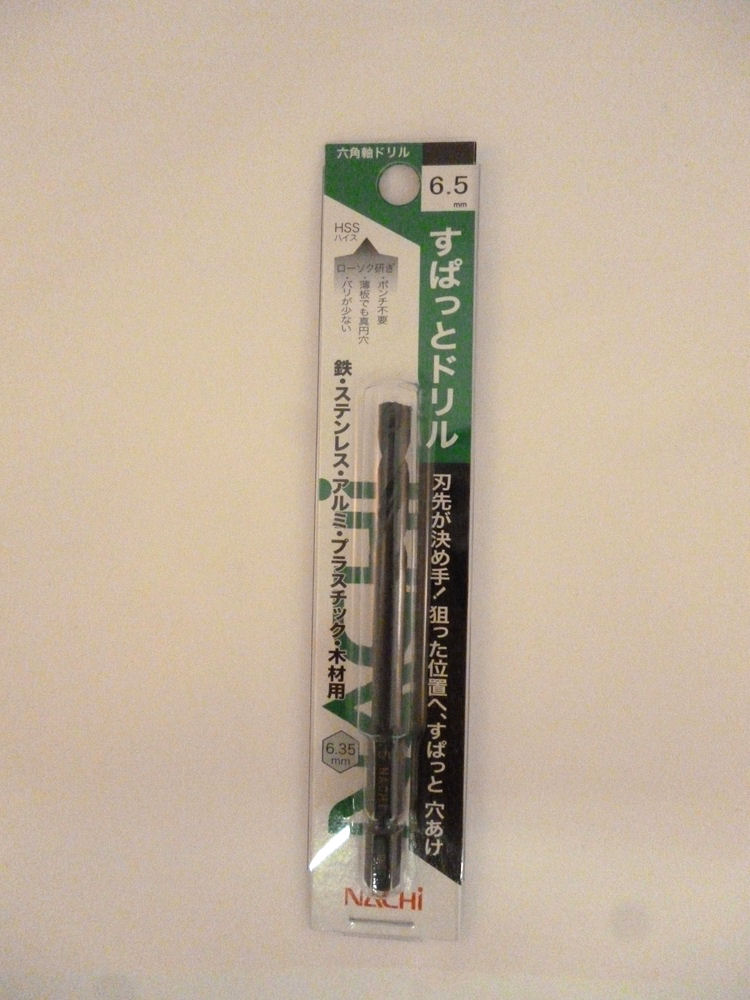 六角軸ドリル
6.5
mm
すぱっとドリル
HSS
ハイス
ローソク研ぎ
・ポンチ不要
・薄板でも真円穴
・バリが少ない
鉄・ステンレス・アルミ・プラスチック・木材用
刃先が決め手！狙った位置へ、すぱっと 穴あけ
6.35
mm
NACHI
NACHi